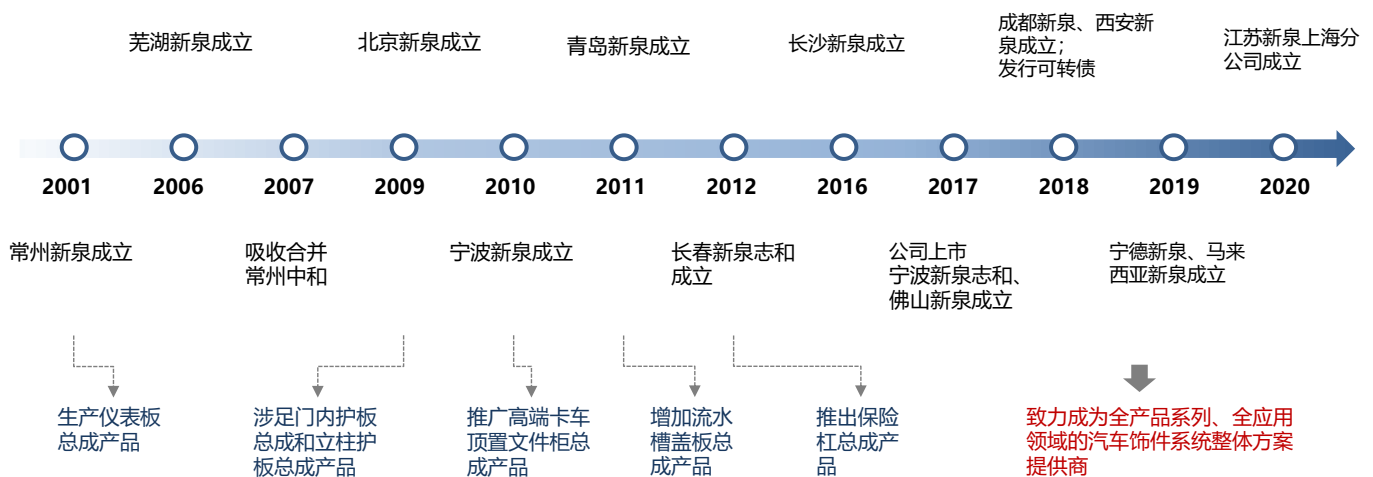 芜湖新泉成立
北京新泉成立
青岛新泉成立
长沙新泉成立
成都新泉、西安新
泉成立；
发行可转债
江苏新泉上海分
公司成立
2001
2006
2007
2009
2010
2011
2012
2016
2017
2018
2019
2020
常州新泉成立
吸收合并
常州中和
宁波新泉成立
长春新泉志和
成立
公司上市
宁波新泉志和、
佛山新泉成立
宁德新泉、马来
西亚新泉成立
生产仪表板
总成产品
涉足门内护板
总成和立柱护
板总成产品
推广高端卡车
顶置文件柜总
成产品
增加流水
槽盖板总
成产品
推出保险
杠总成产
品
致力成为全产品系列、全应用
领域的汽车饰件系统整体方案
提供商